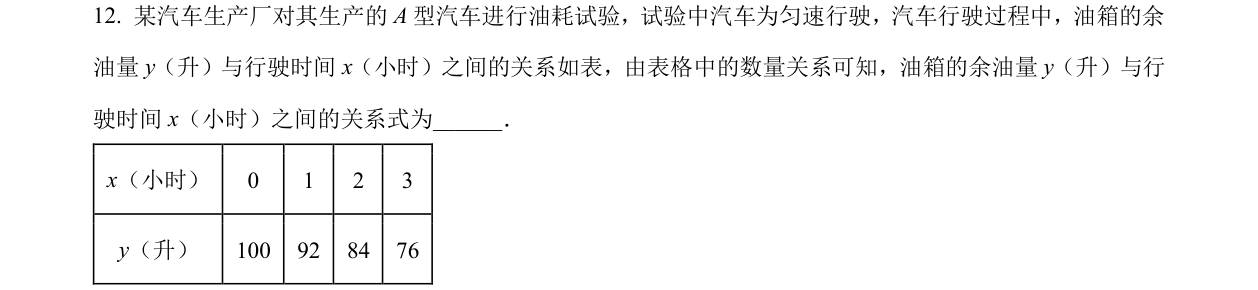 12. 某汽车生产厂对其生产的 A 型汽车进行油耗试验，试验中汽车为匀速行驶，汽车行驶过程中，油箱的余
油量 y（升）与行驶时间 x（小时）之间的关系如表，由表格中的数量关系可知，油箱的余油量 y（升）与行
驶时间 x（小时）之间的关系式为______．
x（小时） 0 1 2 3
y（升） 100 92 84 76